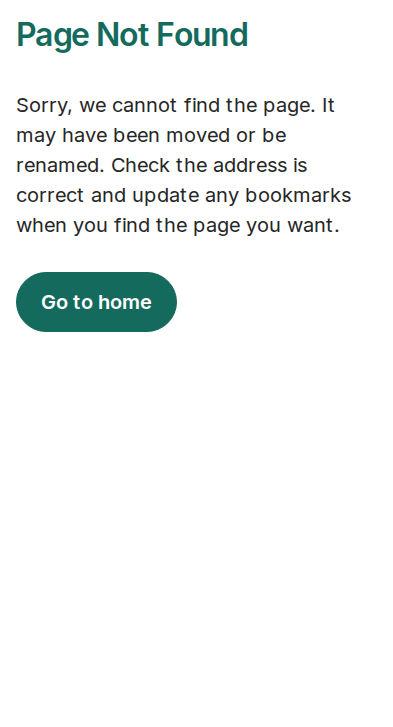 Page Not Found
Sorry, we cannot find the page. It
may have been moved or be
renamed. Check the address is
correct and update any bookmarks
when you find the page you want.
Go to home